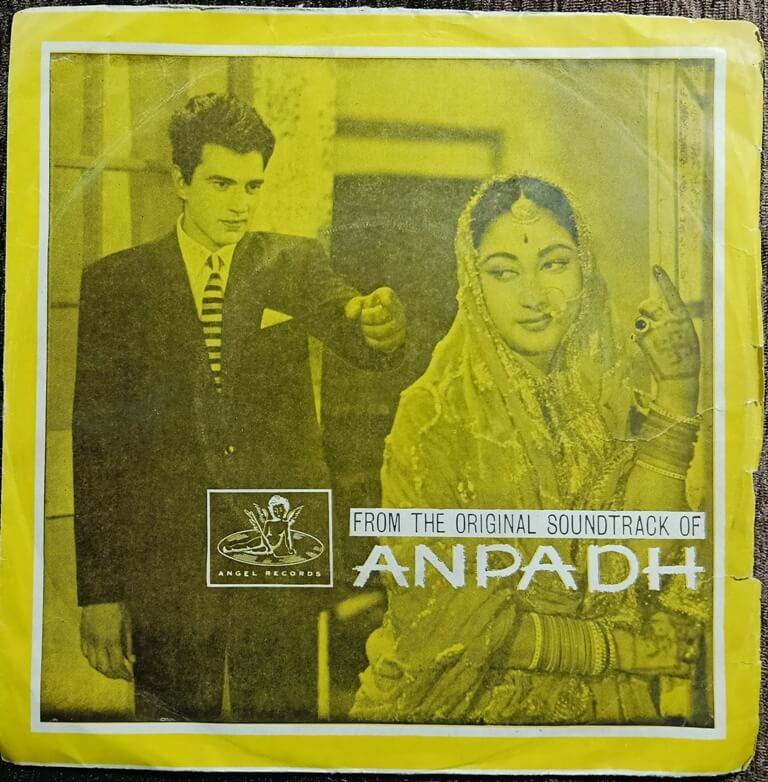 FROM THE ORIGINAL SOUNDTRACK OF
ANPADH
ANGEL RECORDS